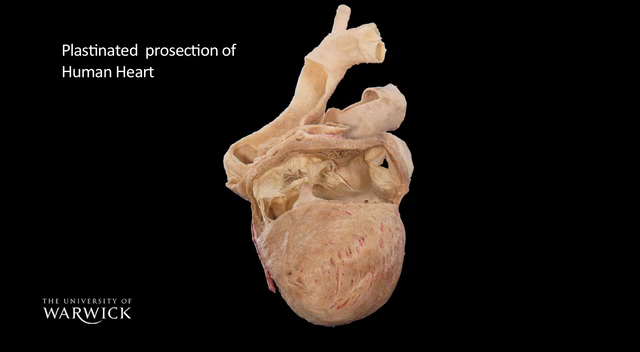 Plastinated prosection of
Human Heart
THE UNIVERSITY OF
WARWICK